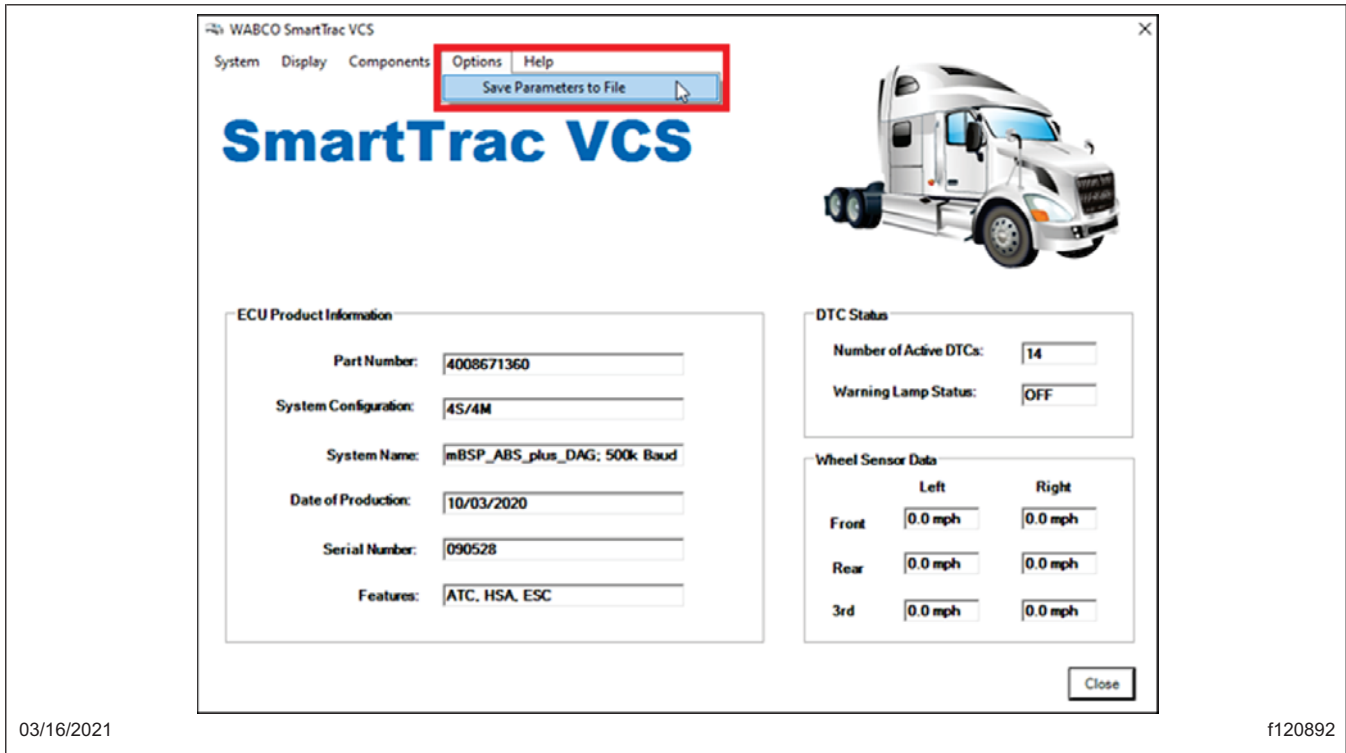 WABCO SmartTrac VCS
System Display Components Options Help
Save Parameters to File
SmartTrac VCS
ECU Product Information
Part Number: 4008671360
System Configuration: 4S/4M
System Name: mBSP_ABS_plus_DAG; 500k Baud
Date of Production: 10/03/2020
Serial Number: 090528
Features: ATC, HSA, ESC
DTC Status
Number of Active DTCs: 14
Warning Lamp Status: OFF
Wheel Sensor Data
Left Right
Front 0.0 mph 0.0 mph
Rear 0.0 mph 0.0 mph
3rd 0.0 mph 0.0 mph
Close
03/16/2021 f120892